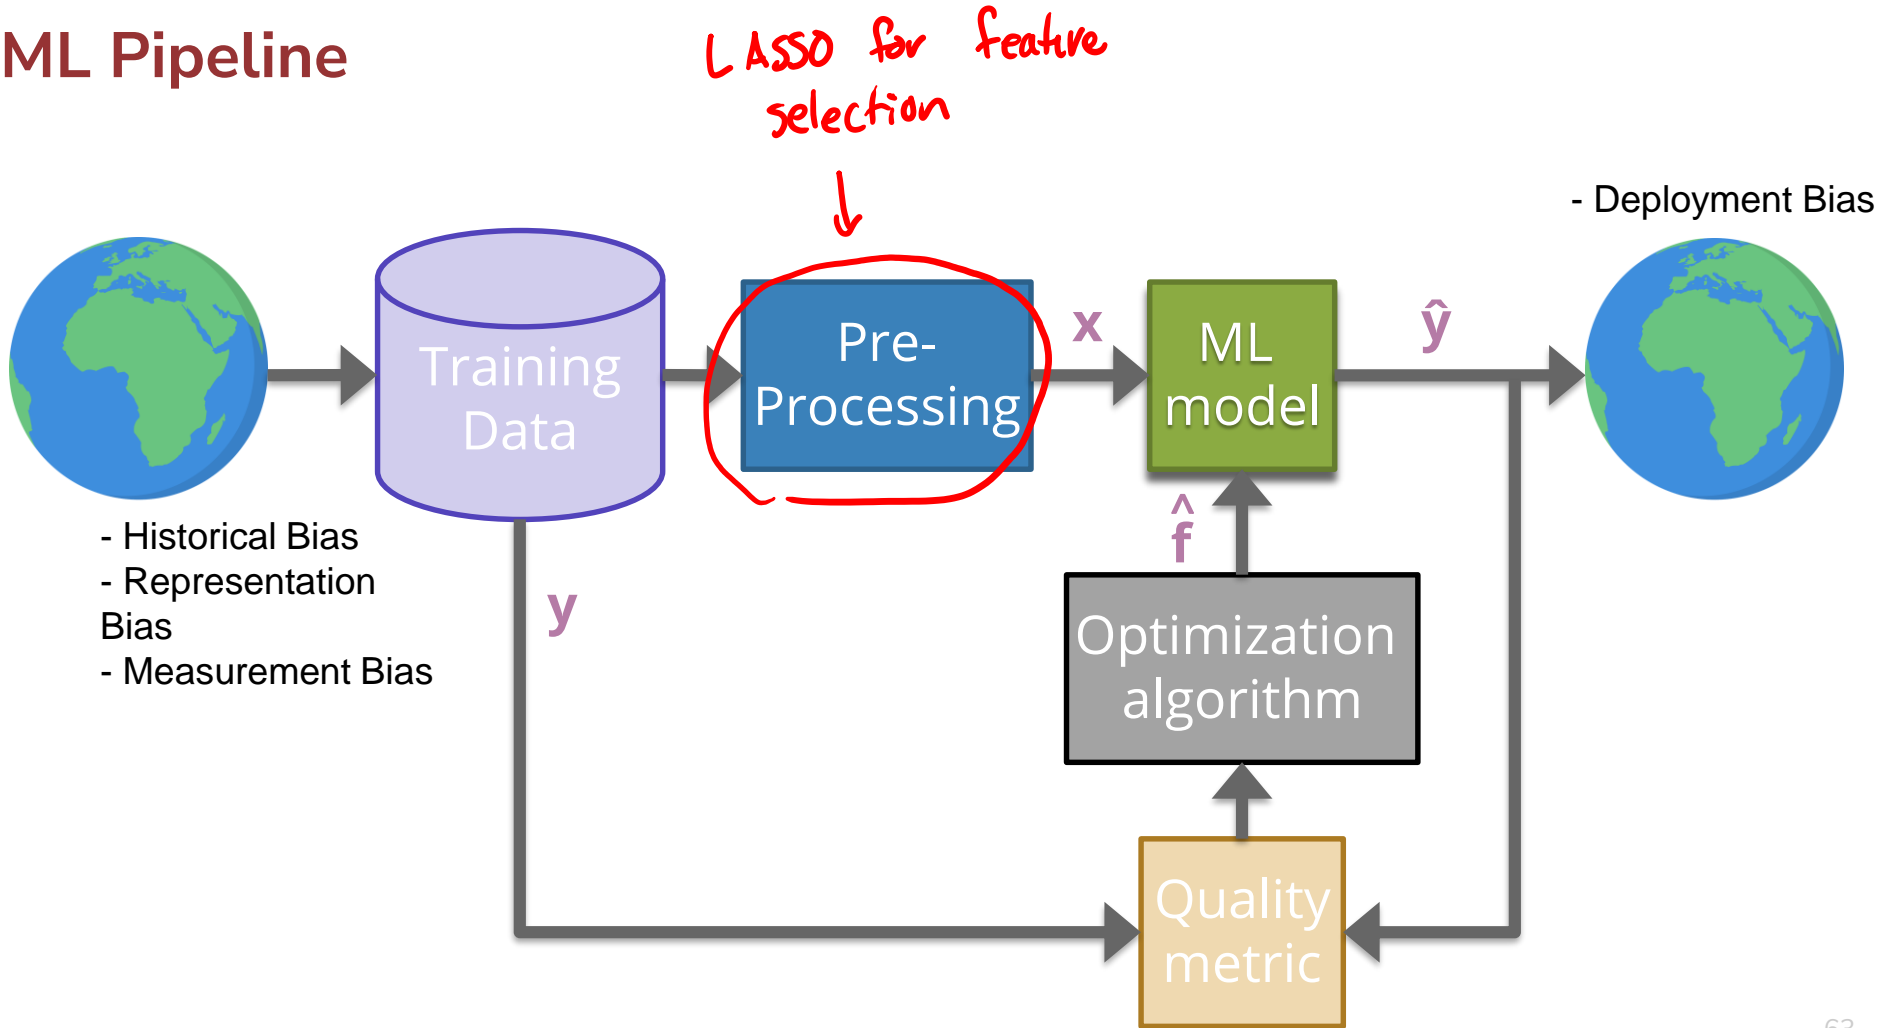 ML Pipeline
LASSO for feature
selection
- Deployment Bias
Training
Data
Pre-
Processing
x
ML
model
ŷ
- Historical Bias
- Representation
Bias
- Measurement Bias
y
f̂
Optimization
algorithm
Quality
metric
63